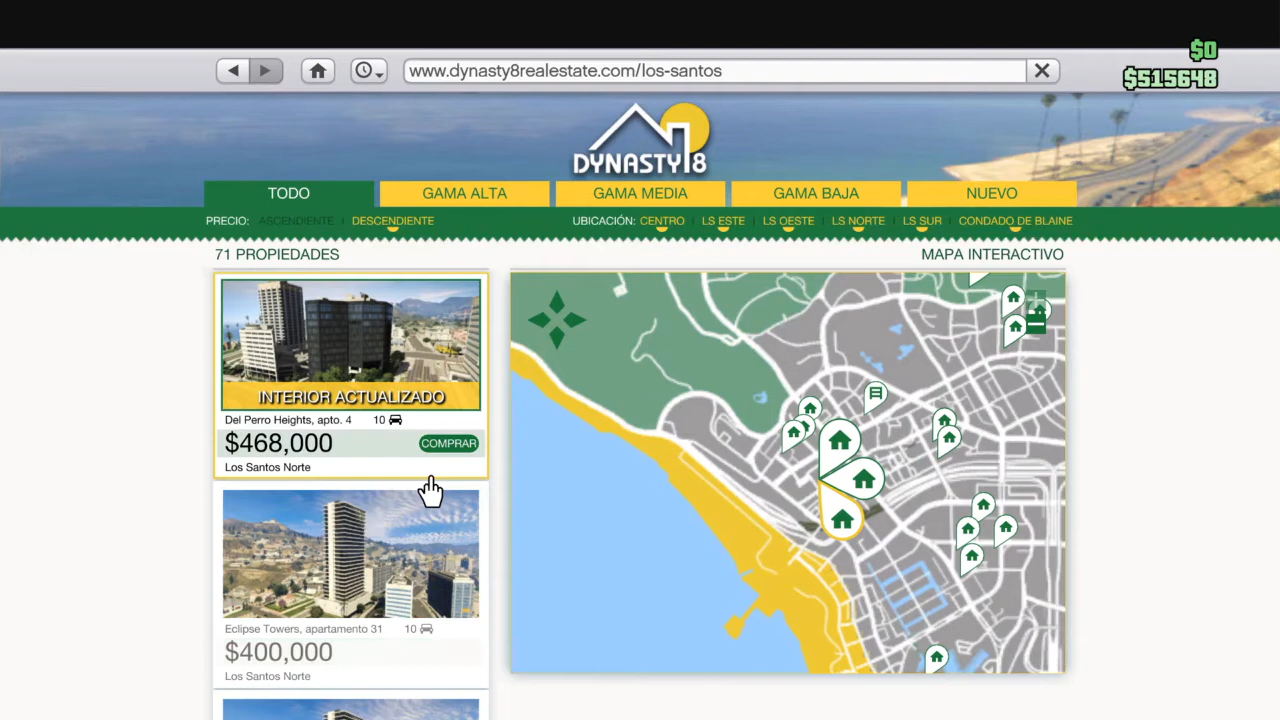 $0
www.dynasty8realestate.com/los-santos
$515648
DYNASTY 8
TODO GAMA ALTA GAMA MEDIA GAMA BAJA NUEVO
PRECIO: ASCENDIENTE | DESCENDIENTE UBICACIÓN: CENTRO | LS ESTE | LS OESTE | LS NORTE | LS SUR | CONDADO DE BLAINE
71 PROPIEDADES
MAPA INTERACTIVO
INTERIOR ACTUALIZADO
Del Perro Heights, apto. 4 10
$468,000 COMPRAR
Los Santos Norte
Eclipse Towers, apartamento 31 10
$400,000
Los Santos Norte